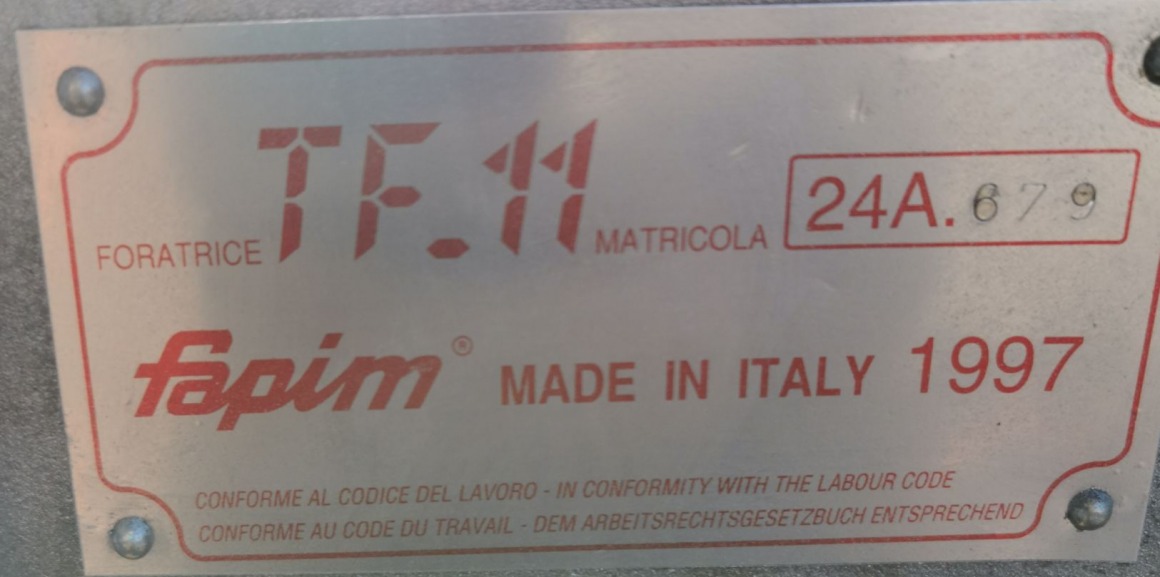 FORATRICE TF.11 MATRICOLA 24A.679
fapim® MADE IN ITALY 1997
CONFORME AL CODICE DEL LAVORO - IN CONFORMITY WITH THE LABOUR CODE
CONFORME AU CODE DU TRAVAIL - DEM ARBEITSRECHTSGESETZBUCH ENTSPRECHEND